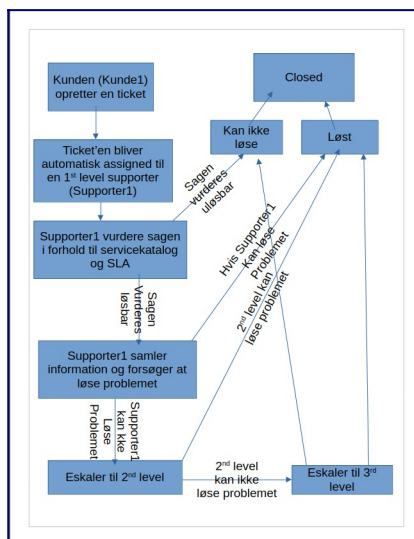 Kunden (Kunde1)
opretter en ticket
Closed
Kan ikke
løse
Løst
Ticket'en bliver
automatisk assigned til
en 1st level supporter
(Supporter1)
Sagen
vurderes
uløsbar
Supporter1 vurdere sagen
i forhold til servicekatalog
og SLA
Hvis Supporter1
Kan løse
Problemet
2nd level kan
løse problemet
Sagen
Vurderes
løsbar
Supporter1 samler
information og forsøger at
løse problemet
Supporter1
kan kke
Løse
Problemet
Eskaler til 2nd level
2nd level
kan ikke
løse problemet
Eskaler til 3rd
level